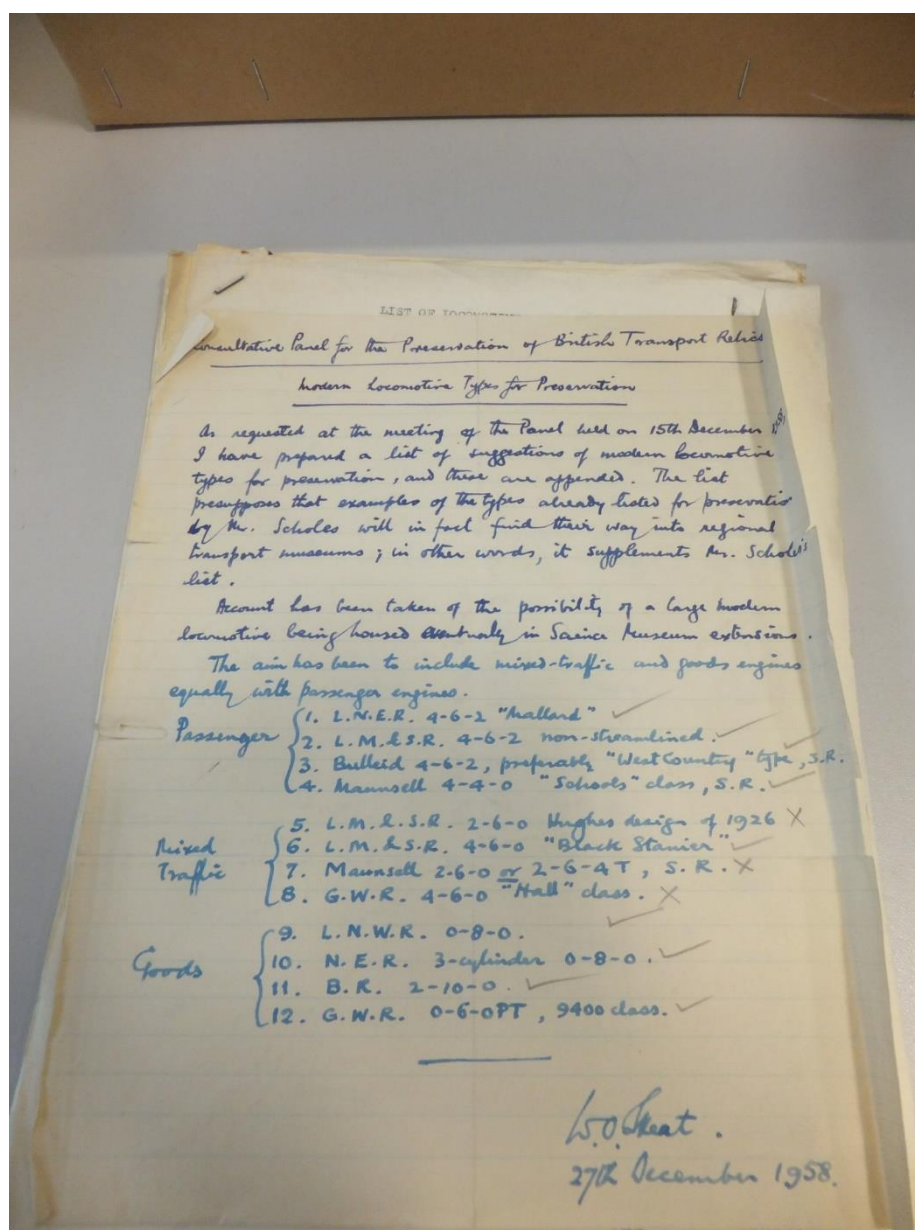 LIST OF LOCOMOTIVE
Consultative Panel for the Preservation of British Transport Relics
Modern Locomotive Types for Preservation
As requested at the meeting of the Panel held on 15th December 1958,
I have prepared a list of suggestions of modern locomotive
types for preservation, and these are appended. The list
presupposes that examples of the types already listed for preservatio
by Mr. Scholes will in fact find their way into regional
transport museums; in other words, it supplements Mr. Scholes's
list.
Account has been taken of the possibility of a large modern
locomotive being housed eventually in Science Museum extensions.
The aim has been to include mixed-traffic and goods engines
equally with passenger engines.
Passenger
1. L.N.E.R. 4-6-2 "Mallard" ✓
2. L.M.&S.R. 4-6-2 non-streamlined. ✓
3. Bulleid 4-6-2, preferably "West Country" type, S.R. ✓
4. Maunsell 4-4-0 "Schools" class, S.R. ✓
Mixed Traffic
5. L.M.&S.R. 2-6-0 Hughes design of 1926 X
6. L.M.&S.R. 4-6-0 "Black Stanier" ✓
7. Maunsell 2-6-0 or 2-6-4T, S.R. X
8. G.W.R. 4-6-0 "Hall" class. X
Goods
9. L.N.W.R. 0-8-0. ✓
10. N.E.R. 3-cylinder 0-8-0. ✓
11. B.R. 2-10-0. ✓
12. G.W.R. 0-6-0PT, 9400 class. ✓
W.O. Skeat.
27th December 1958.